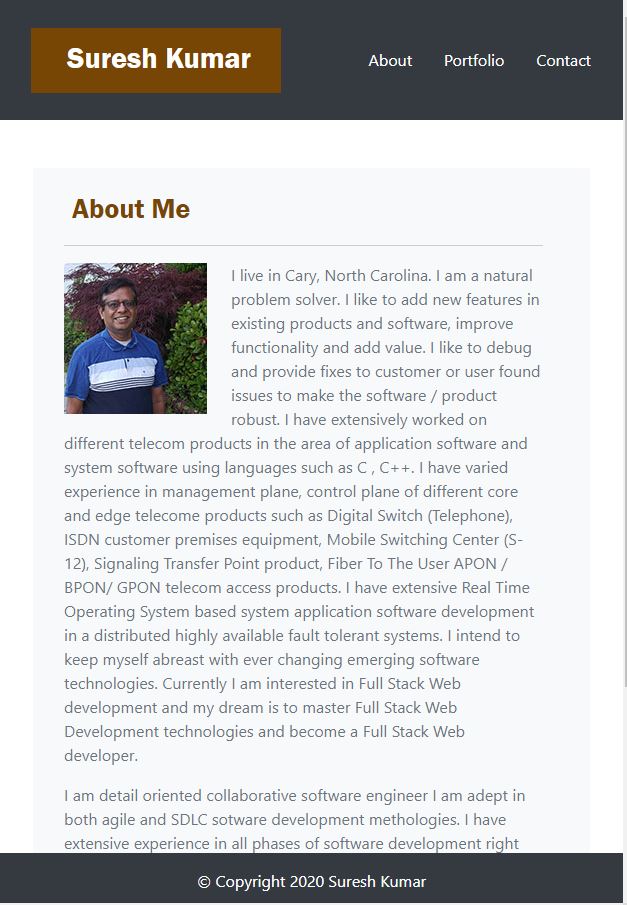 Suresh Kumar
About Portfolio Contact
About Me
I live in Cary, North Carolina. I am a natural
problem solver. I like to add new features in
existing products and software, improve
functionality and add value. I like to debug
and provide fixes to customer or user found
issues to make the software / product
robust. I have extensively worked on
different telecom products in the area of application software and
system software using languages such as C , C++. I have varied
experience in management plane, control plane of different core
and edge telecome products such as Digital Switch (Telephone),
ISDN customer premises equipment, Mobile Switching Center (S-
12), Signaling Transfer Point product, Fiber To The User APON /
BPON/ GPON telecom access products. I have extensive Real Time
Operating System based system application software development
in a distributed highly available fault tolerant systems. I intend to
keep myself abreast with ever changing emerging software
technologies. Currently I am interested in Full Stack Web
development and my dream is to master Full Stack Web
Development technologies and become a Full Stack Web
developer.
I am detail oriented collaborative software engineer I am adept in
both agile and SDLC sotware development methologies. I have
extensive experience in all phases of software development right
© Copyright 2020 Suresh Kumar